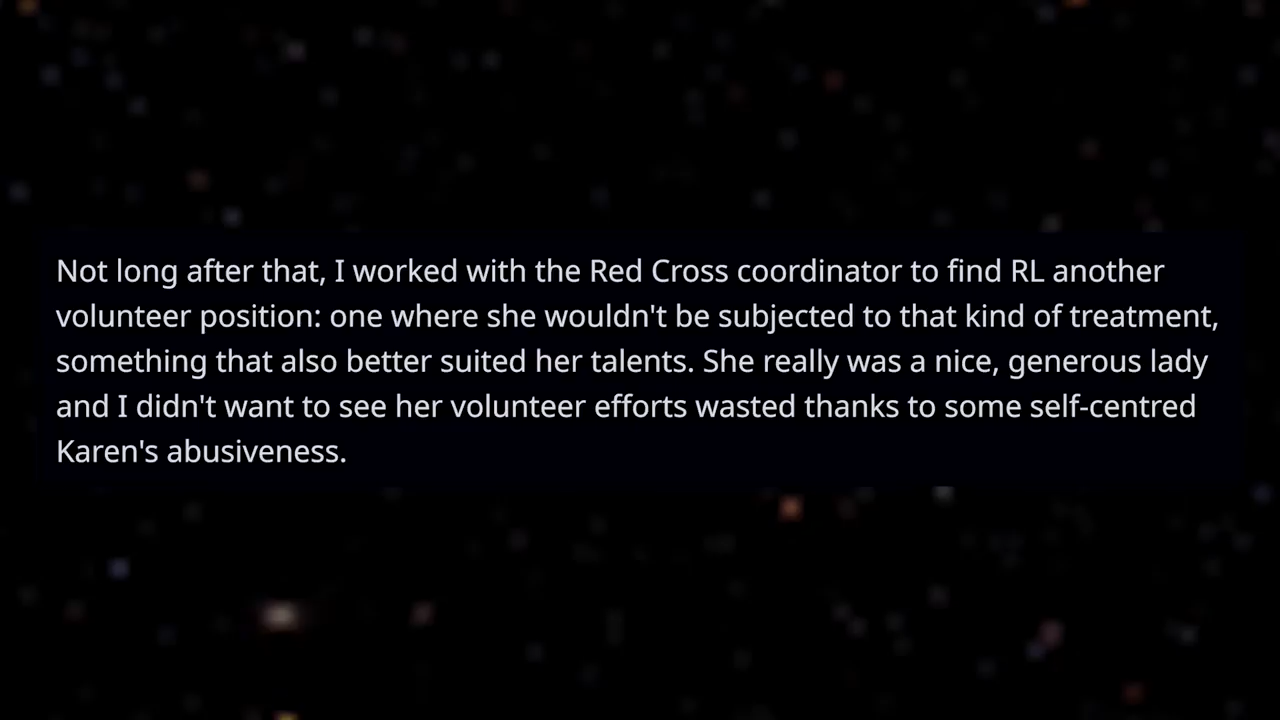 Not long after that, I worked with the Red Cross coordinator to find RL another
volunteer position: one where she wouldn't be subjected to that kind of treatment,
something that also better suited her talents. She really was a nice, generous lady
and I didn't want to see her volunteer efforts wasted thanks to some self-centred
Karen's abusiveness.